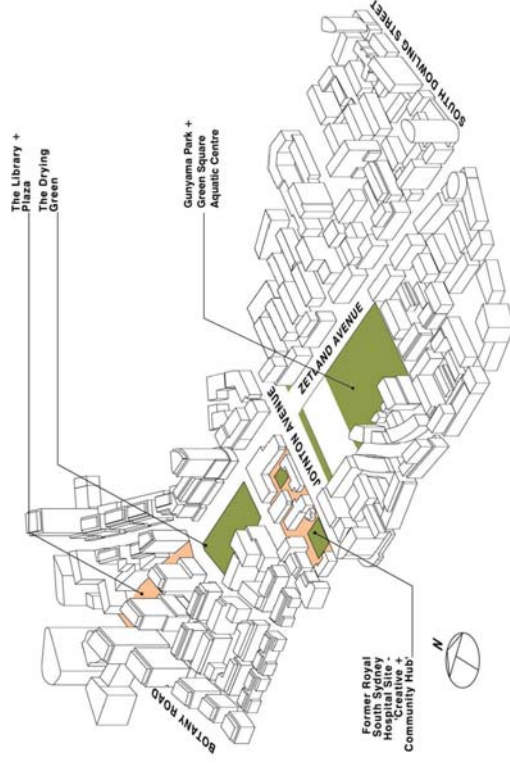 The Library +
Plaza
The Drying
Green
Gunyama Park +
Green Square
Aquatic Centre
SOUTH DOWLING STREET
ZETLAND AVENUE
JOYNTON AVENUE
BOTANY ROAD
Former Royal
South Sydney
Hospital Site -
'Creative +
Community Hub'
N